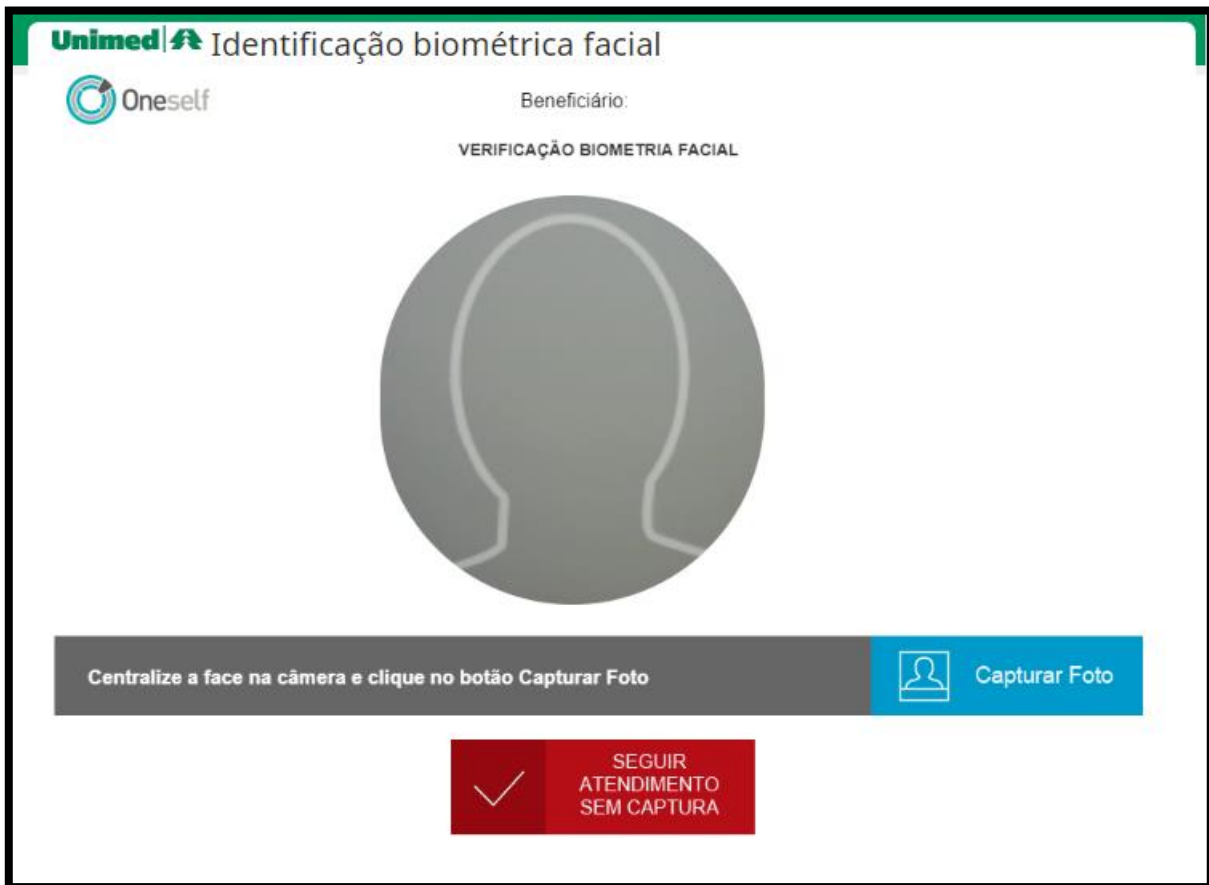 Unimed Identificação biométrica facial
Oneself
Beneficiário:
VERIFICAÇÃO BIOMETRIA FACIAL
Centralize a face na câmera e clique no botão Capturar Foto
Capturar Foto
SEGUIR
ATENDIMENTO
SEM CAPTURA